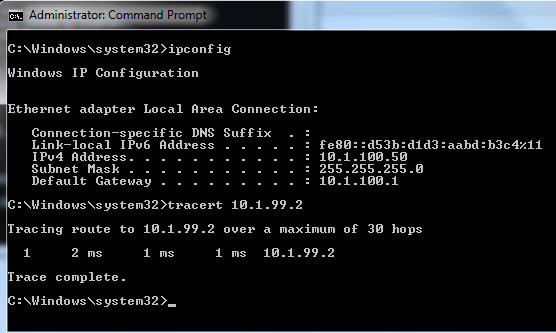 Administrator: Command Prompt
C:\Windows\system32>ipconfig
Windows IP Configuration
Ethernet adapter Local Area Connection:
Connection-specific DNS Suffix  . :
Link-local IPv6 Address . . . . . : fe80::d53b:d1d3:aabd:b3c4%11
IPv4 Address. . . . . . . . . . . : 10.1.100.50
Subnet Mask . . . . . . . . . . . : 255.255.255.0
Default Gateway . . . . . . . . . : 10.1.100.1
C:\Windows\system32>tracert 10.1.99.2
Tracing route to 10.1.99.2 over a maximum of 30 hops
1     2 ms     1 ms     1 ms  10.1.99.2
Trace complete.
C:\Windows\system32>_